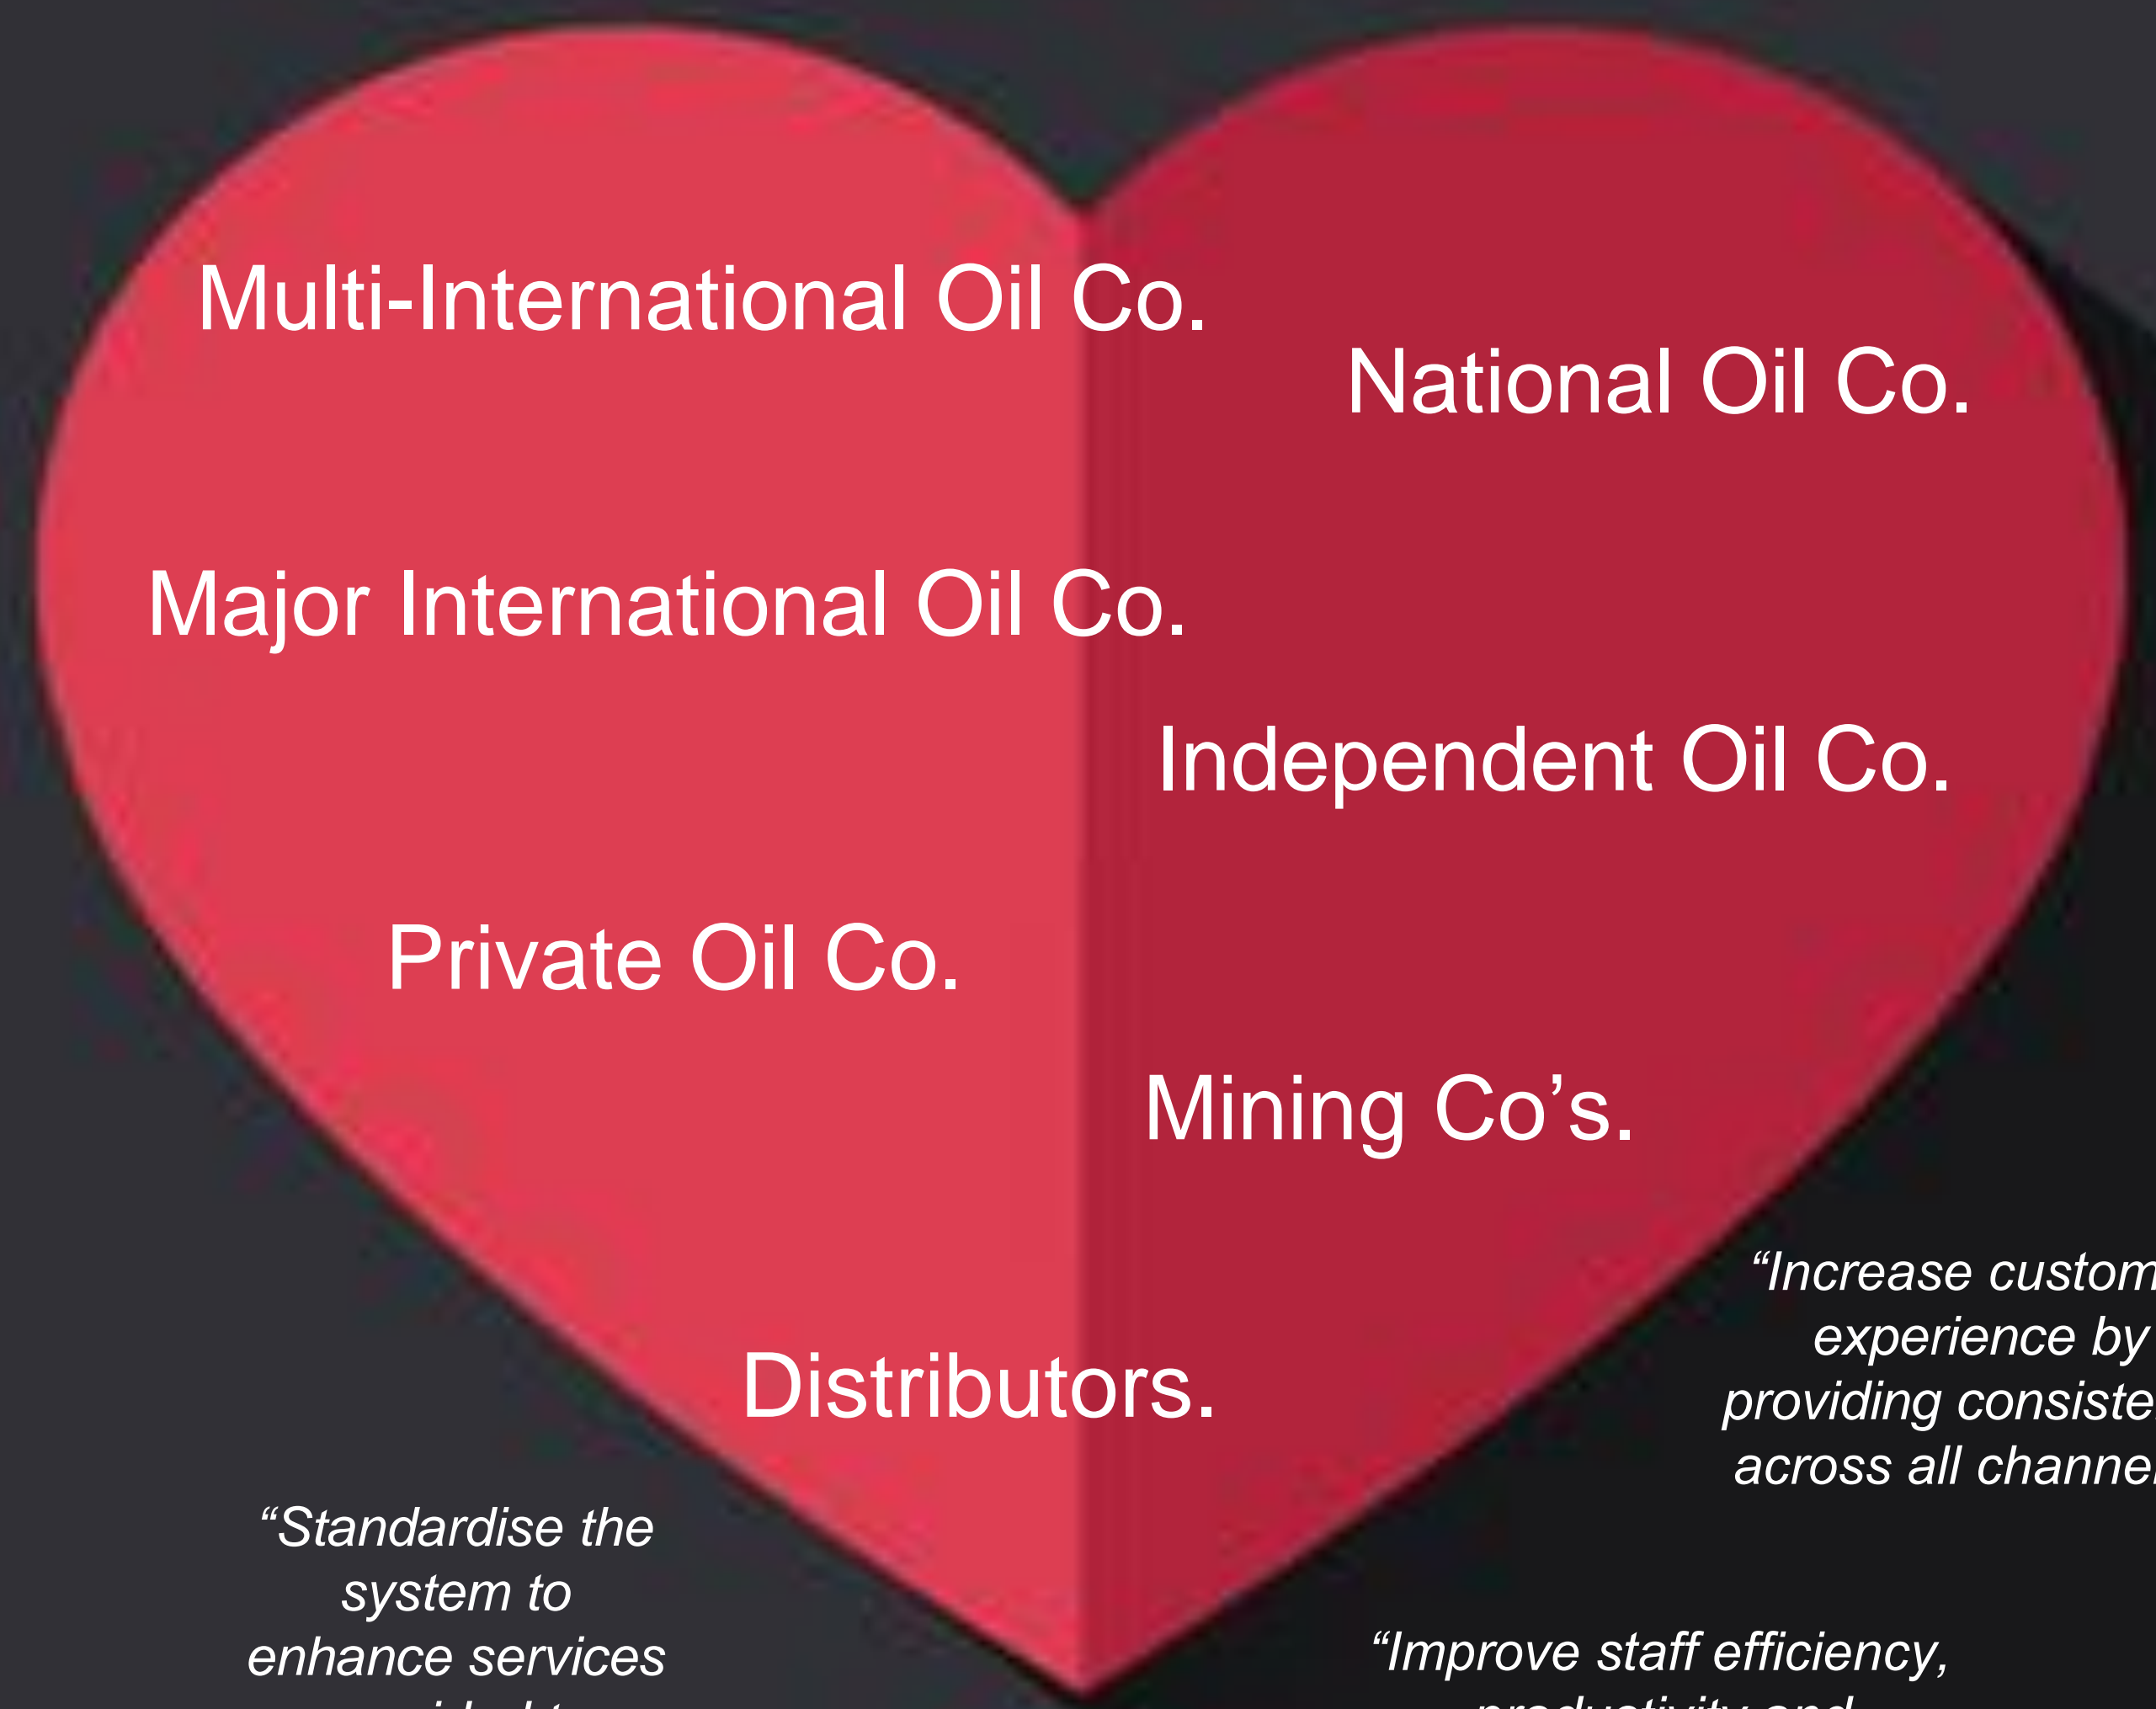 Multi-International Oil Co.
National Oil Co.
Major International Oil Co.
Independent Oil Co.
Private Oil Co.
Mining Co’s.
Distributors.
“Increase custom
experience by
providing consiste
across all channe
“Standardise the
system to
enhance services
“Improve staff efficiency,
productivity and